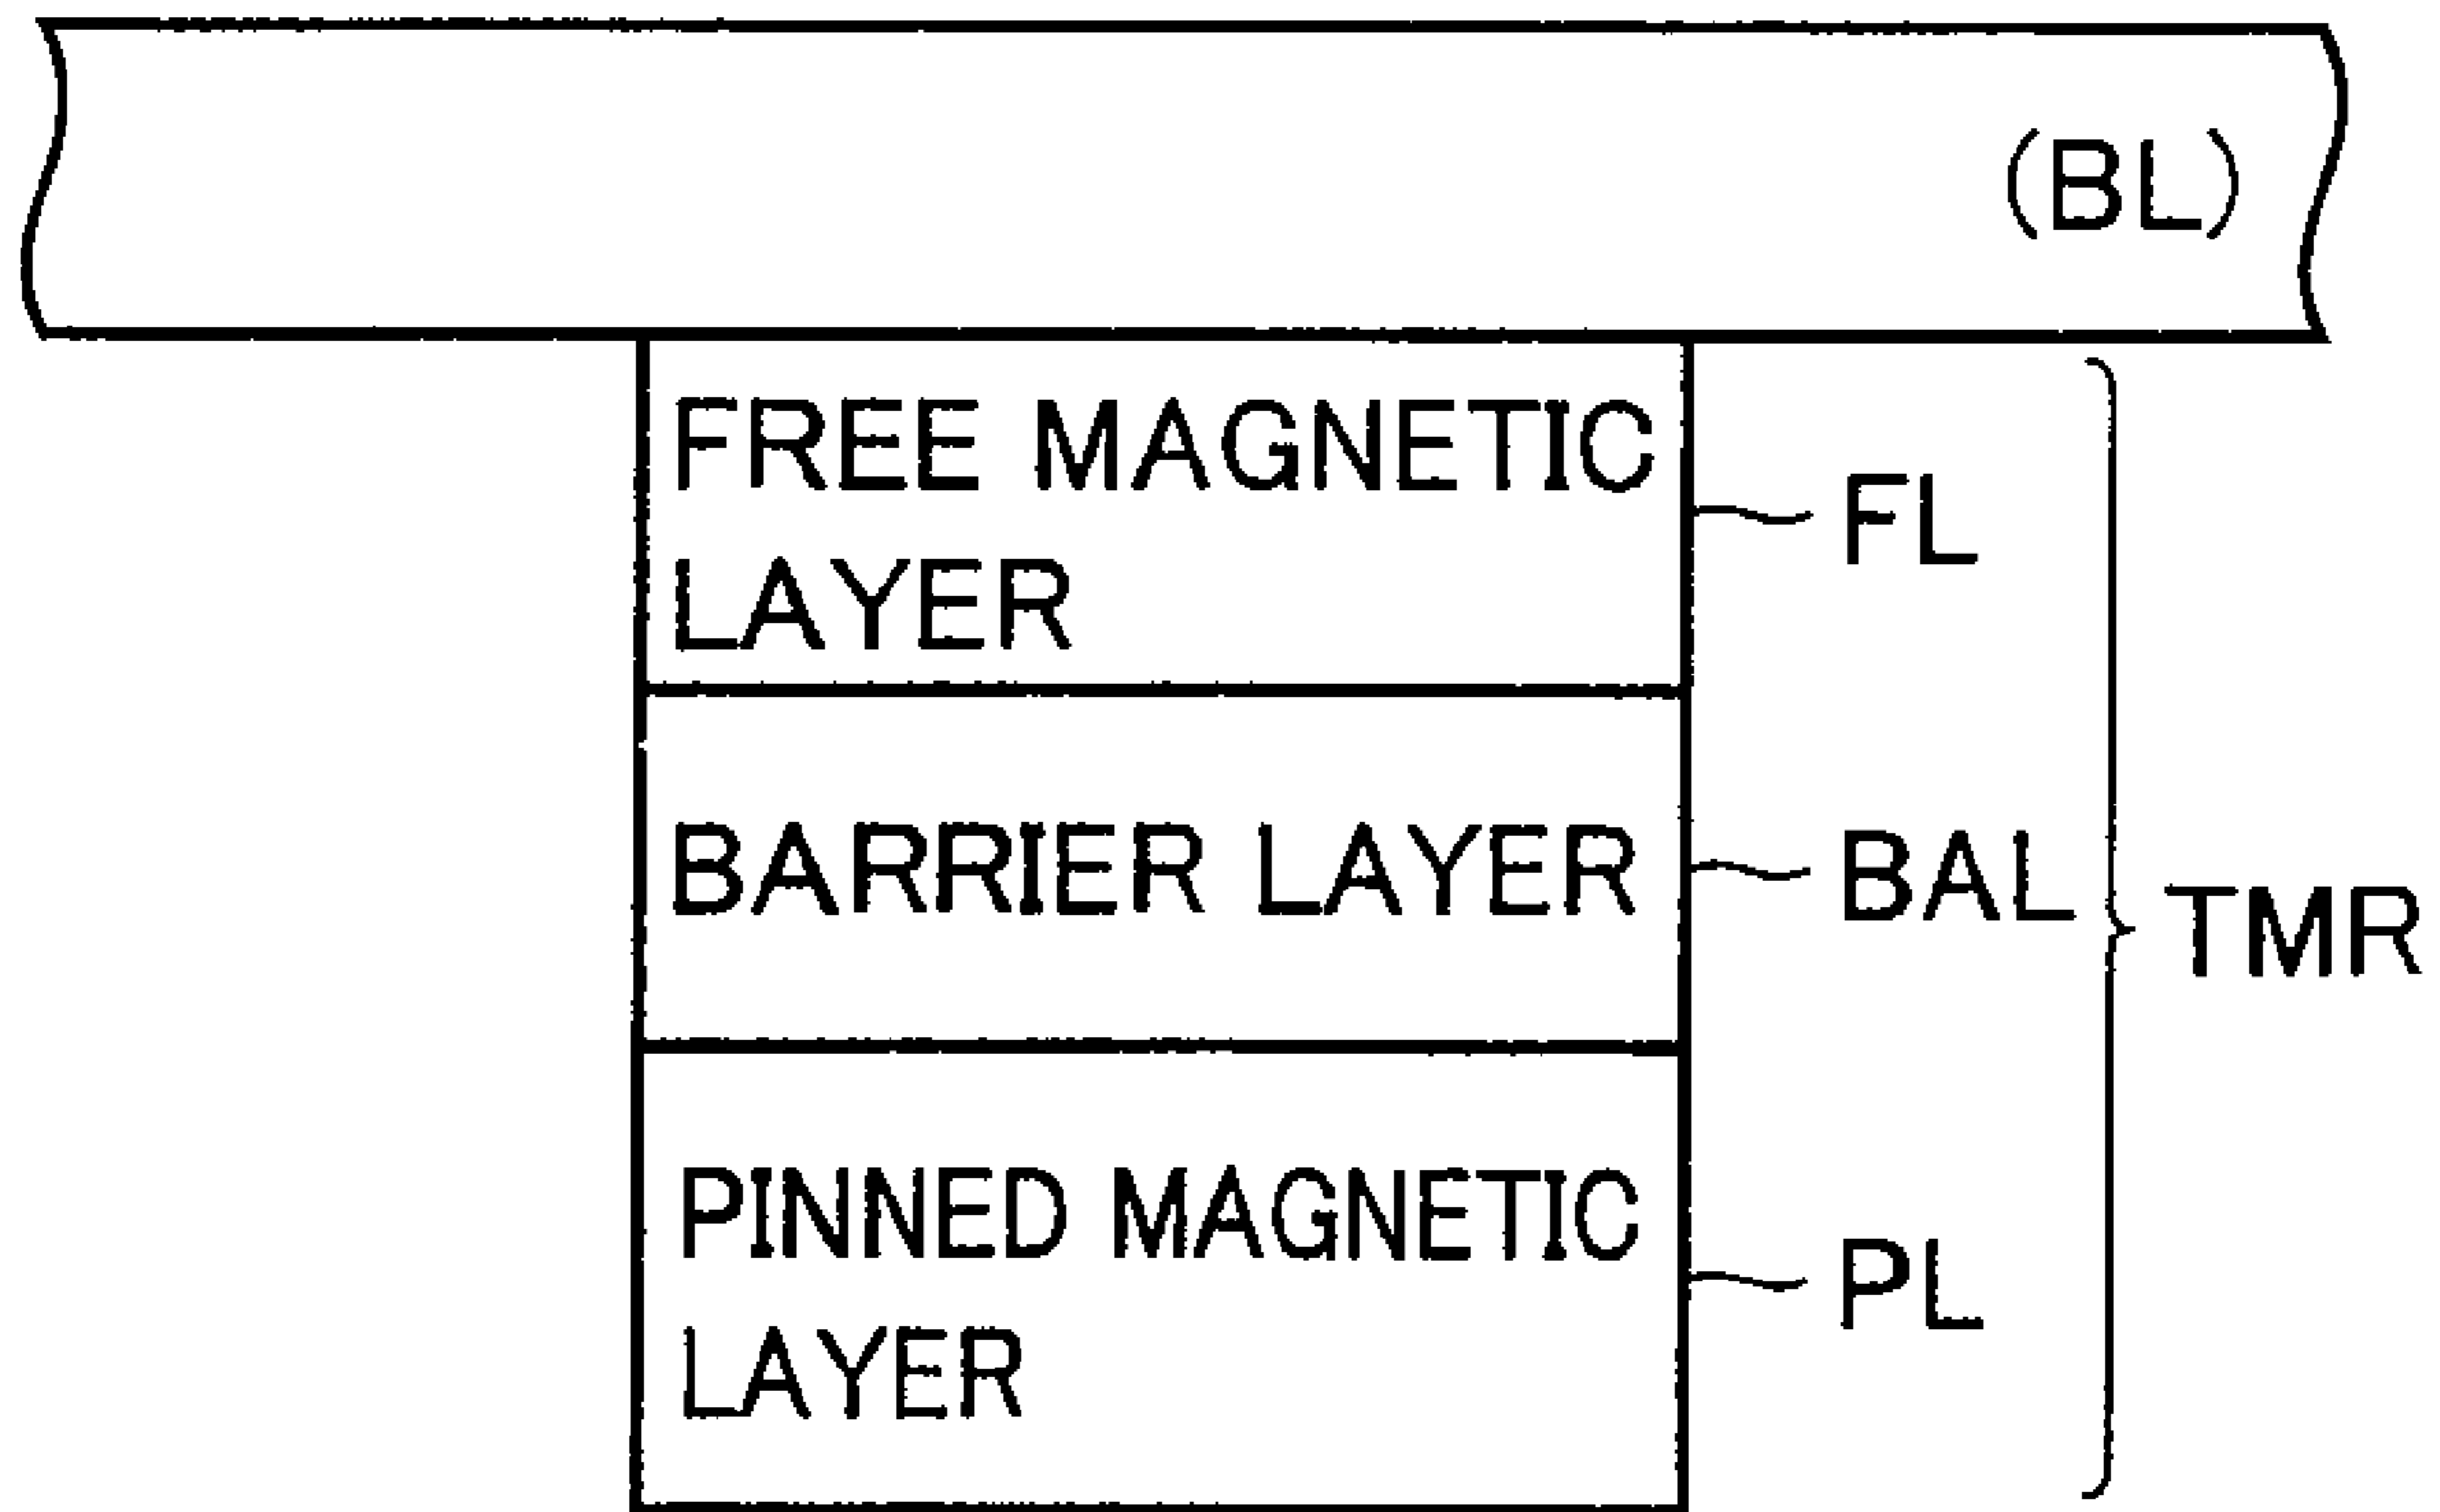 (BL)
FREE MAGNETIC
LAYER
FL
BARRIER LAYER
BAL
TMR
PINNED MAGNETIC
LAYER
PL